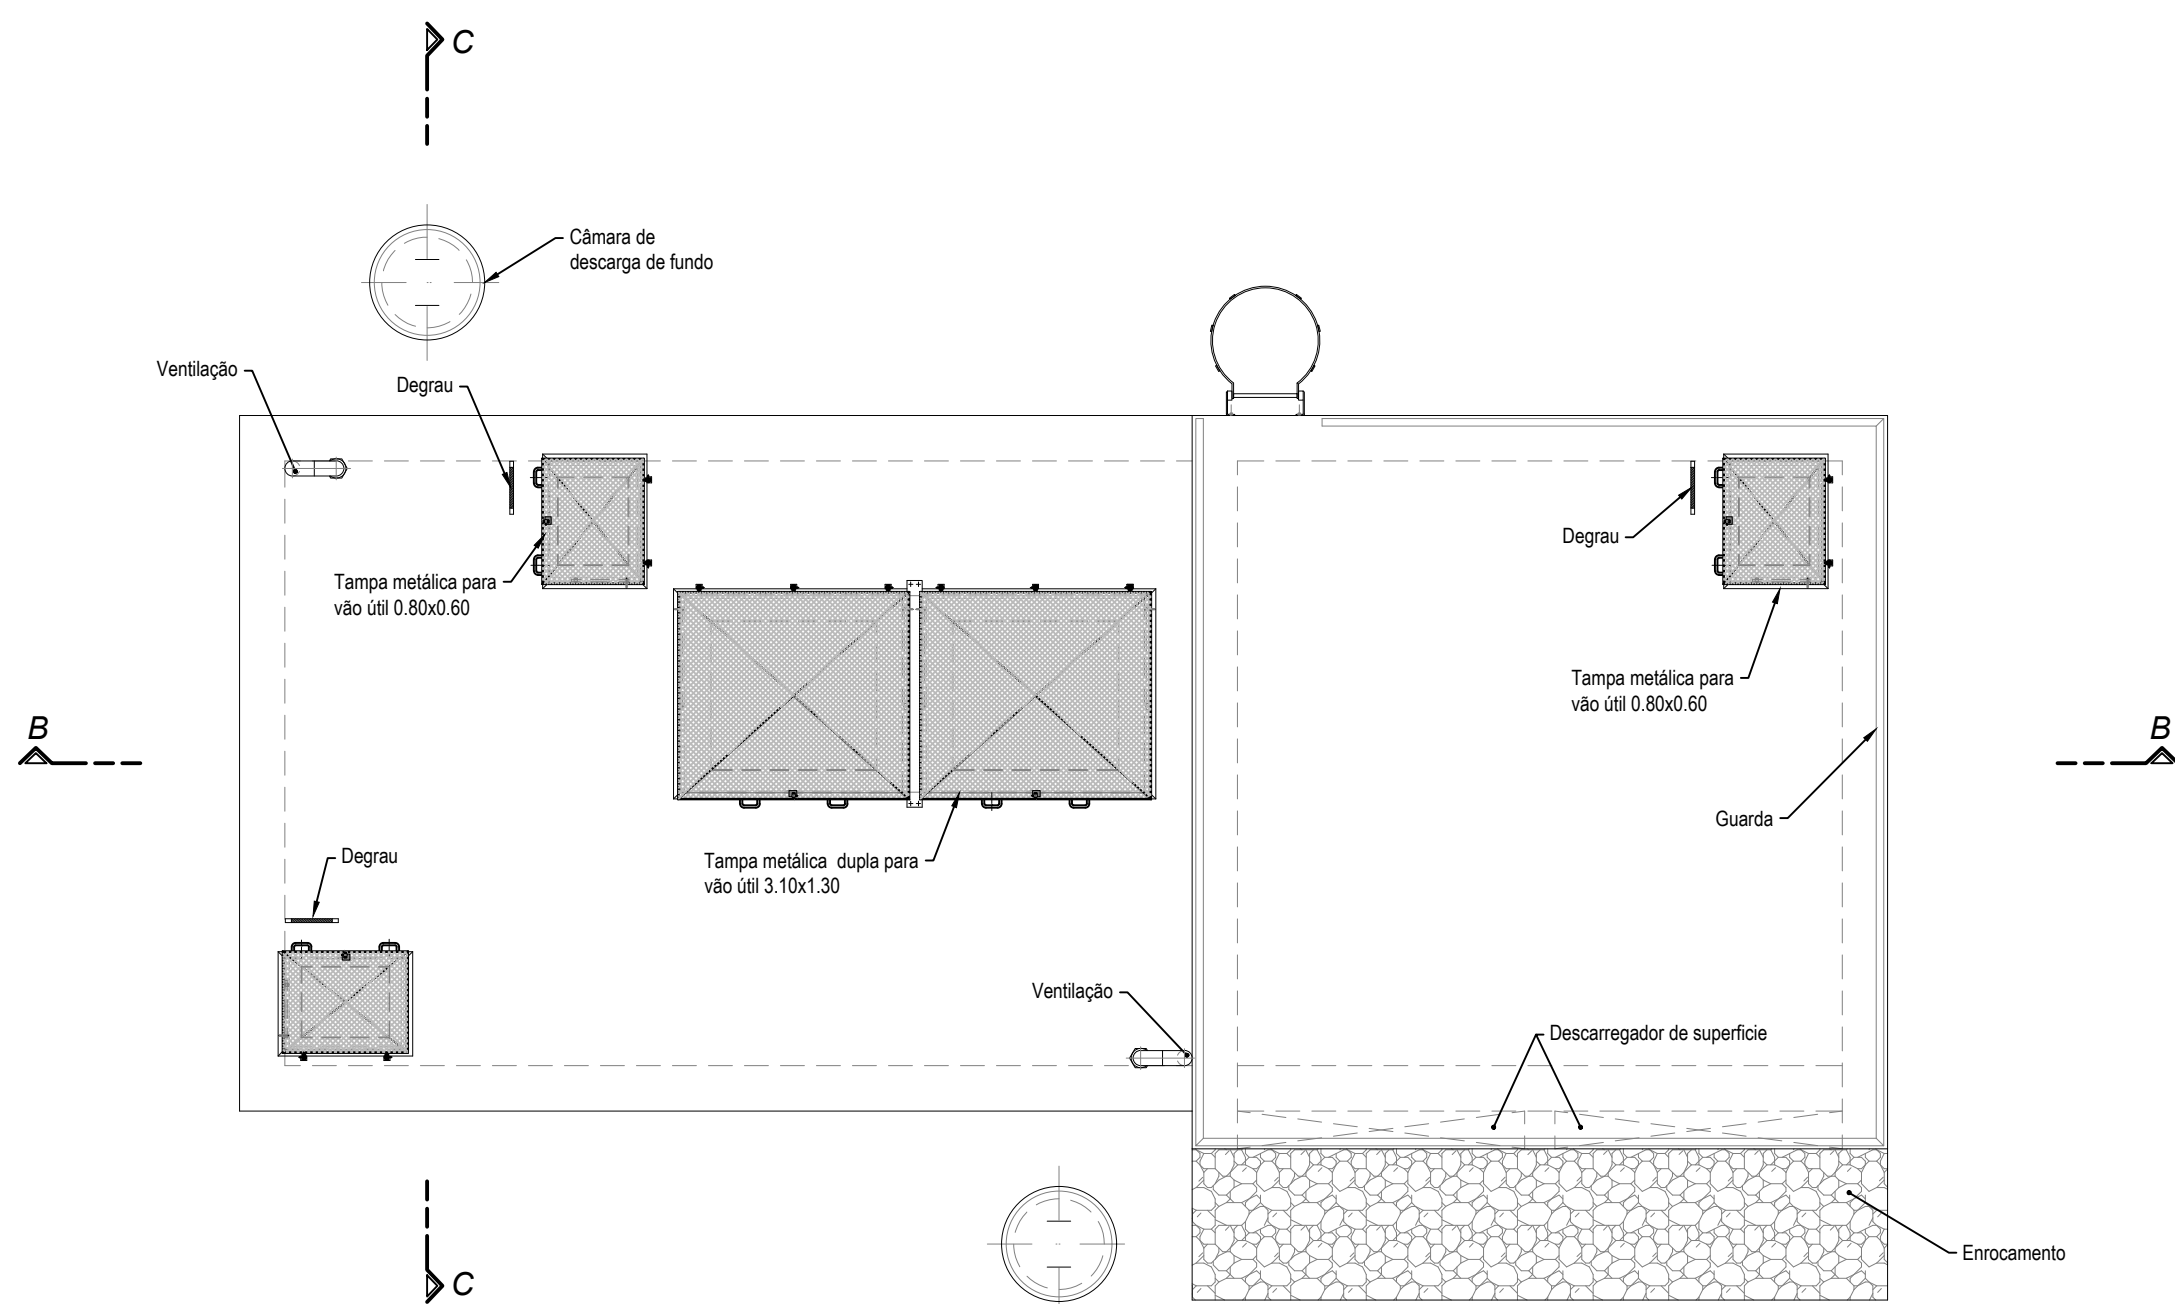 C
Câmara de
descarga de fundo
Ventilação
Degrau
Degrau
Tampa metálica para
vão útil 0.80x0.60
Tampa metálica para
vão útil 0.80x0.60
B
B
Guarda
Degrau
Tampa metálica  dupla para
vão útil 3.10x1.30
Ventilação
Descarregador de superficie
Enrocamento
C